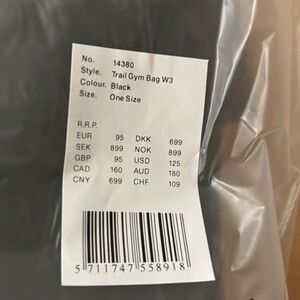 No. 14380
Style. Trail Gym Bag W3
Colour. Black
Size. One Size
R.R.P.
EUR 95 DKK 699
SEK 899 NOK 899
GBP 95 USD 125
CAD 160 AUD 180
CNY 699 CHF 109
5 711747 558918